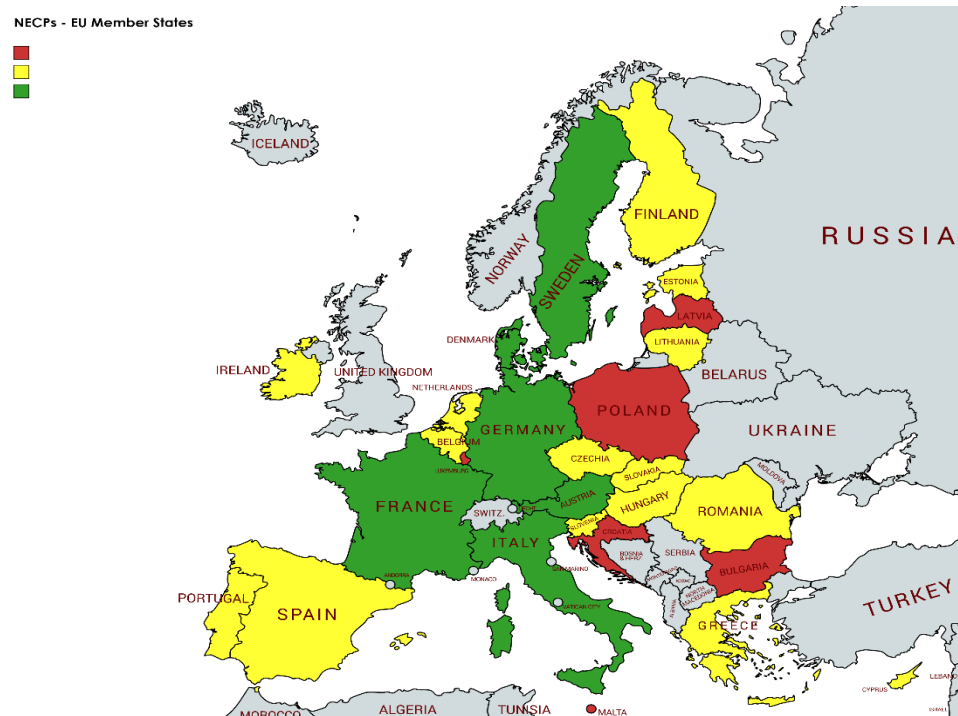 NECPs - EU Member States
ICELAND
RUSSIA
FINLAND
NORWAY
SWEDEN
ESTONIA
LATVIA
DENMARK
LITHUANIA
IRELAND
UNITED KINGDOM
BELARUS
NETHERLANDS
POLAND
GERMANY
UKRAINE
BELGIUM
CZECHIA
LUXEMBOURG
SLOVAKIA
MOLDOVA
AUSTRIA
HUNGARY
FRANCE
SWITZ.
ROMANIA
SLOVENIA
CROATIA
ITALY
BOSNIA
& HERZ.
SERBIA
SAN MARINO
BULGARIA
ANDORRA
MONACO
NORTH
MACEDONIA
PORTUGAL
SPAIN
VATICAN CITY
TURKEY
GREECE
CYPRUS
LEBANO
MOROCCO
ALGERIA
TUNISIA
MALTA